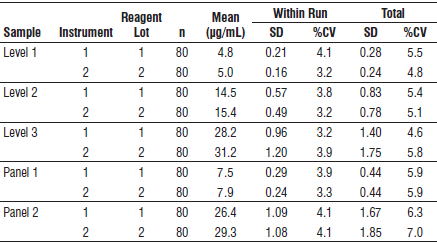 Reagent Mean Within Run Total
Sample Instrument Lot n (µg/mL) SD %CV SD %CV
Level 1 1 1 80 4.8 0.21 4.1 0.28 5.5
2 2 80 5.0 0.16 3.2 0.24 4.8
Level 2 1 1 80 14.5 0.57 3.8 0.83 5.4
2 2 80 15.4 0.49 3.2 0.78 5.1
Level 3 1 1 80 28.2 0.96 3.2 1.40 4.6
2 2 80 31.2 1.20 3.9 1.75 5.8
Panel 1 1 1 80 7.5 0.29 3.9 0.44 5.9
2 2 80 7.9 0.24 3.3 0.44 5.9
Panel 2 1 1 80 26.4 1.09 4.1 1.67 6.3
2 2 80 29.3 1.08 4.1 1.85 7.0